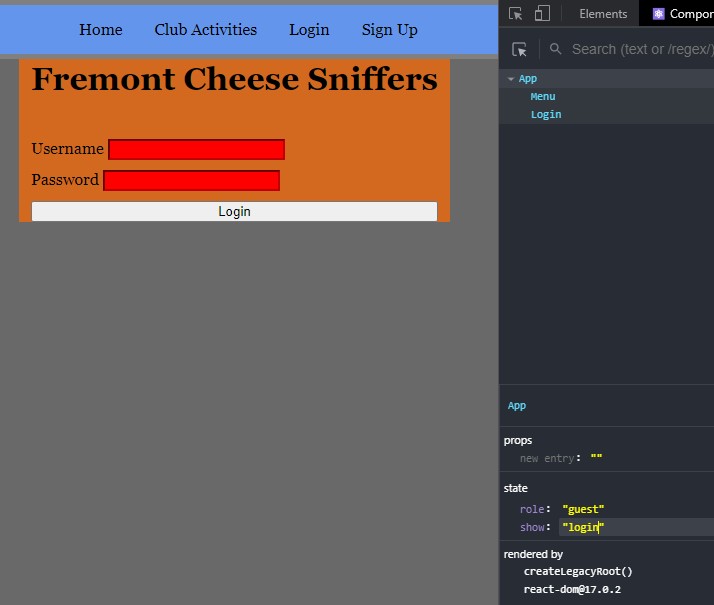 Home Club Activities Login Sign Up
Fremont Cheese Sniffers
Username
Password
Login
Elements Compor
Search (text or /regex/)
App
Menu
Login
App
props
new entry: ""
state
role: "guest"
show: "login"
rendered by
createLegacyRoot()
react-dom@17.0.2